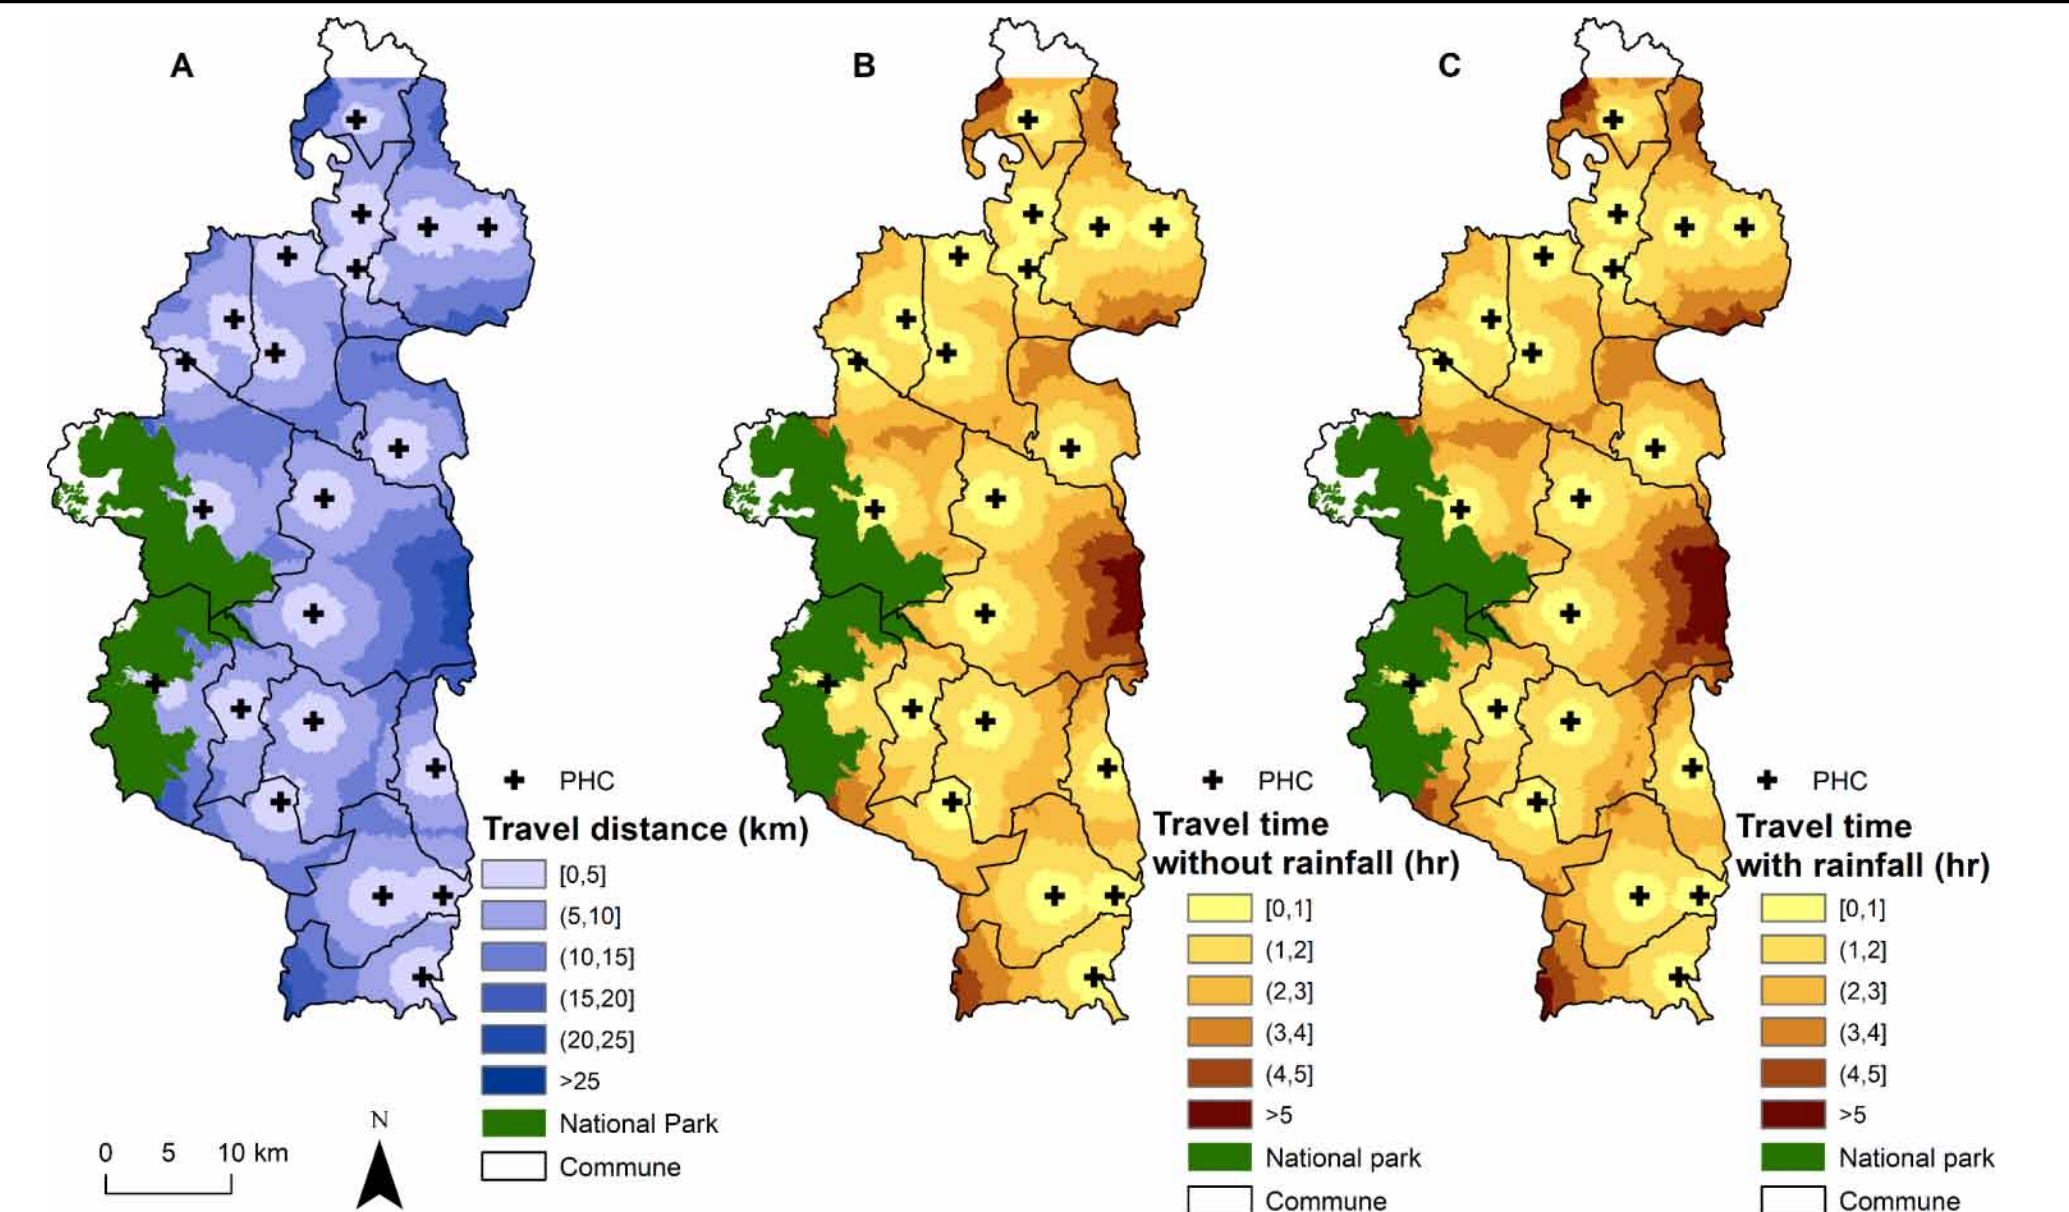 A
B
C
PHC
Travel distance (km)
[0,5]
(5,10]
(10,15]
(15,20]
(20,25]
>25
National Park
Commune
0 5 10 km
N
PHC
Travel time
without rainfall (hr)
[0,1]
(1,2]
(2,3]
(3,4]
(4,5]
>5
National park
Commune
PHC
Travel time
with rainfall (hr)
[0,1]
(1,2]
(2,3]
(3,4]
(4,5]
>5
National park
Commune